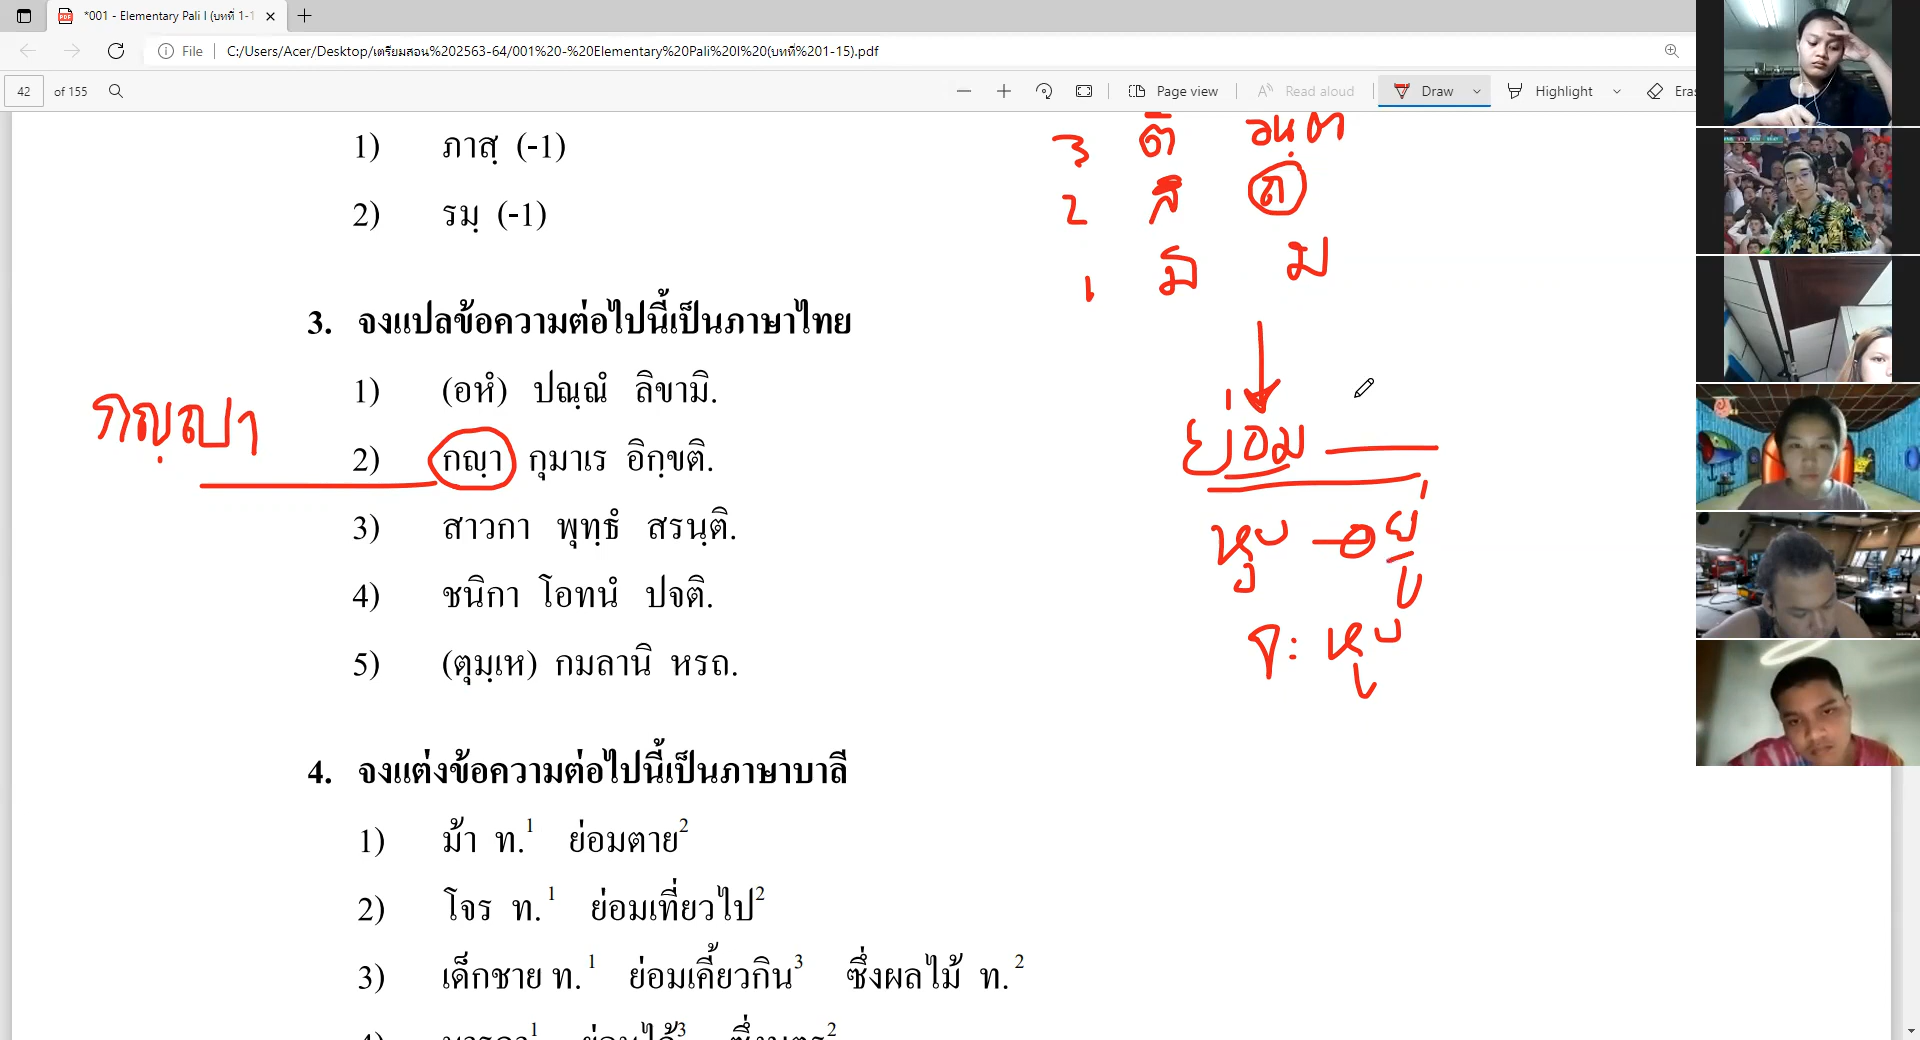 *001 - Elementary Pali I (บทที่ 1-1
File C:/Users/Acer/Desktop/เตรียมสอน%202563-64/001%20-%20Elementary%20Pali%20I%20(บทที่%201-15).pdf
42 of 155 Page view Read aloud Draw Highlight Eras
1) ภาสฺ (-1)
2) รมฺ (-1)
3 ติ อนฺติ
2 สิ ถ
1 มิ ม
3. จงแปลข้อความต่อไปนี้เป็นภาษาไทย
1) (อหํ) ปณฺณํ ลิขามิ.
กญฺญา
2) กญฺา กุมาเร อิกฺขติ.
3) สาวกา พุทฺธํ สรนฺติ.
4) ชนิกา โอทนํ ปจติ.
5) (ตุมฺเห) กมลานิ หรถ.
ย่อม
4. จงแต่งข้อความต่อไปนี้เป็นภาษาบาลี
1) ม้า ท.1 ย่อมตาย2
2) โจร ท.1 ย่อมเที่ยวไป2
3) เด็กชาย ท.1 ย่อมเคี้ยวกิน3 ซึ่งผลไม้ ท.2